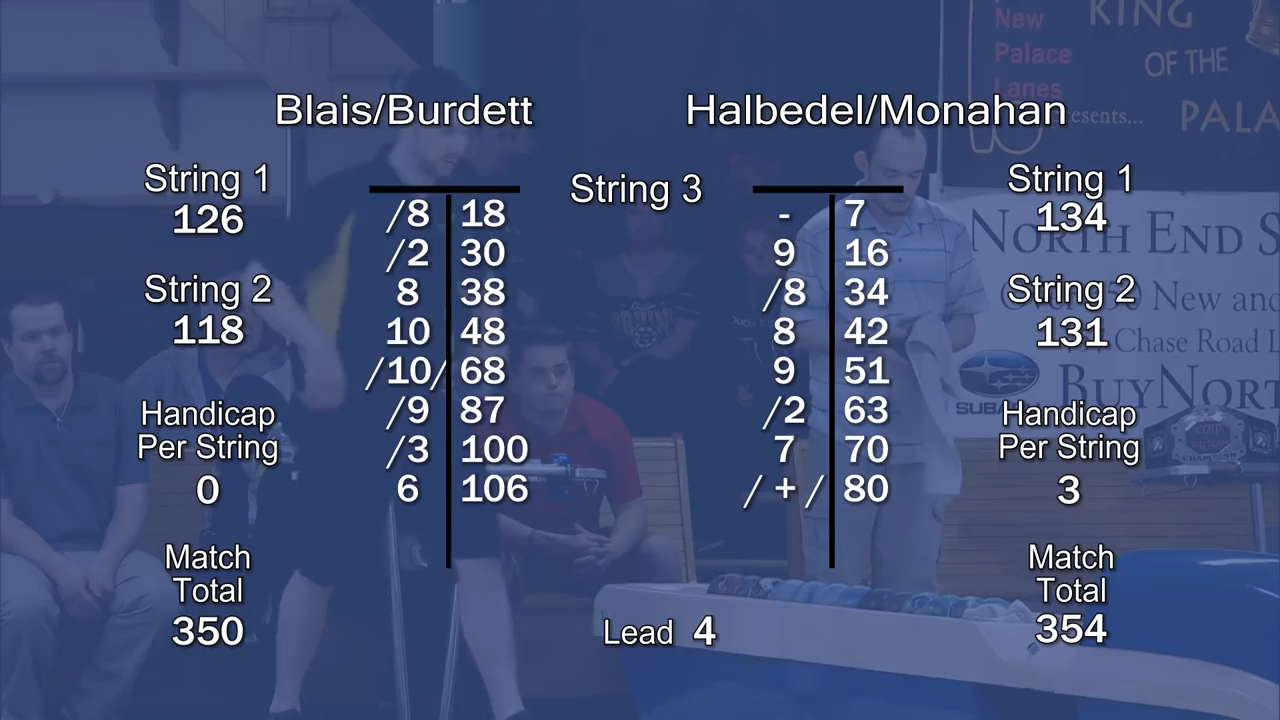 New
Palace
Lanes
Presents...
KING
OF THE
PALA
Blais/Burdett
Halbedel/Monahan
String 1
126
String 2
118
Handicap
Per String
0
Match
Total
350
/8 18
/2 30
8 38
10 48
/10/ 68
/9 87
/3 100
6 106
String 3
- 7
9 16
/8 34
8 42
9 51
/2 63
7 70
/ + / 80
Lead 4
String 1
134
String 2
131
Handicap
Per String
3
Match
Total
354
NORTH END S
New and
Chase Road L
SUBA
BUYNORT